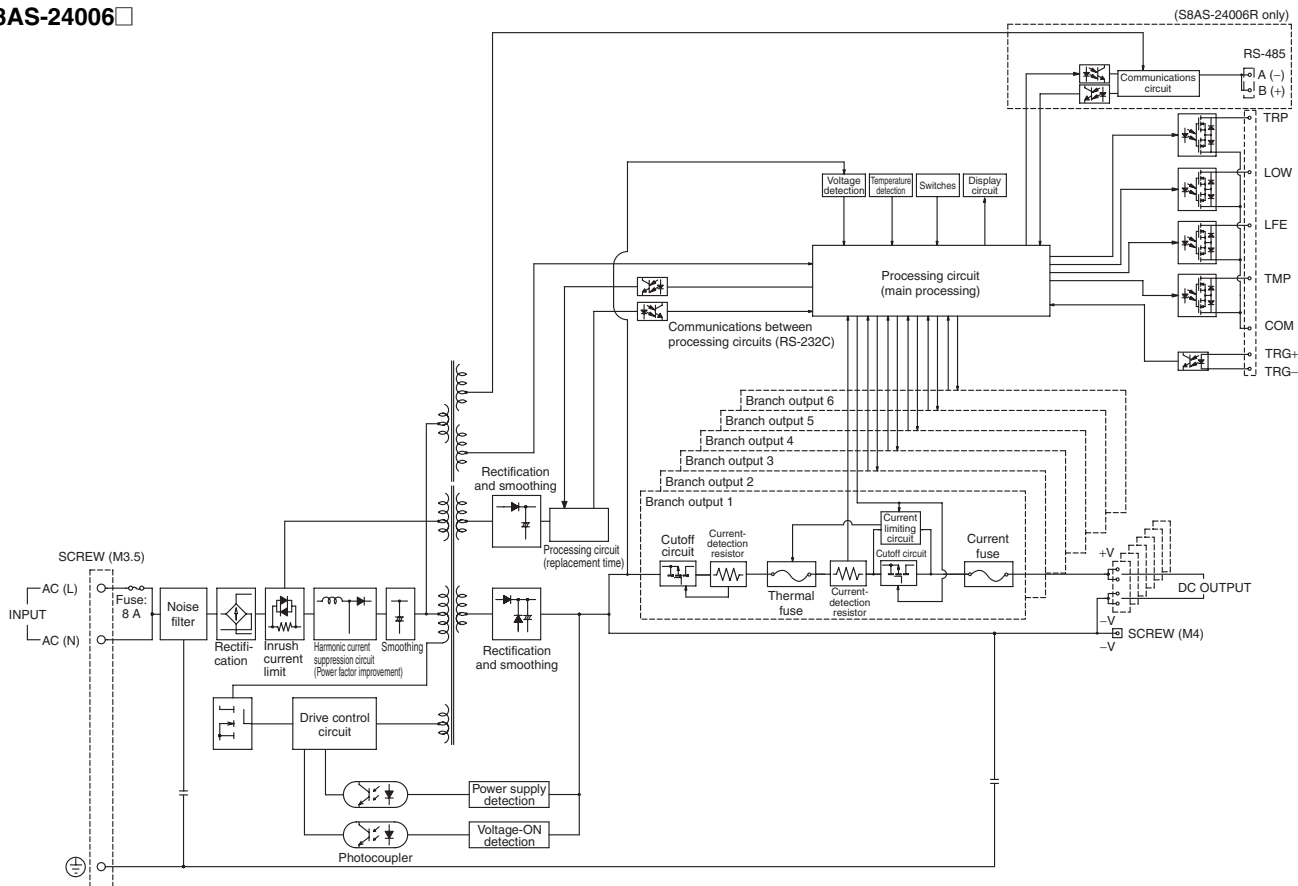 8AS-24006□
(S8AS-24006R only)
RS-485
A (−)
B (+)
Communications
circuit
TRP
LOW
LFE
TMP
COM
TRG+
TRG−
Voltage
detection
Temperature
detection
Switches
Display
circuit
Processing circuit
(main processing)
Communications between
processing circuits (RS-232C)
Branch output 6
Branch output 5
Branch output 4
Branch output 3
Branch output 2
Branch output 1
Rectification
and smoothing
Processing circuit
(replacement time)
Cutoff
circuit
Current-
detection
resistor
Thermal
fuse
Current
limiting
circuit
Cutoff circuit
Current-
detection
resistor
Current
fuse
+V
DC OUTPUT
−V
SCREW (M4)
−V
SCREW (M3.5)
AC (L)
INPUT
AC (N)
Fuse:
8 A
Noise
filter
Rectifi-
cation
Inrush
current
limit
Harmonic current
suppression circuit
(Power factor improvement)
Smoothing
Rectification
and smoothing
Drive control
circuit
Power supply
detection
Voltage-ON
detection
Photocoupler